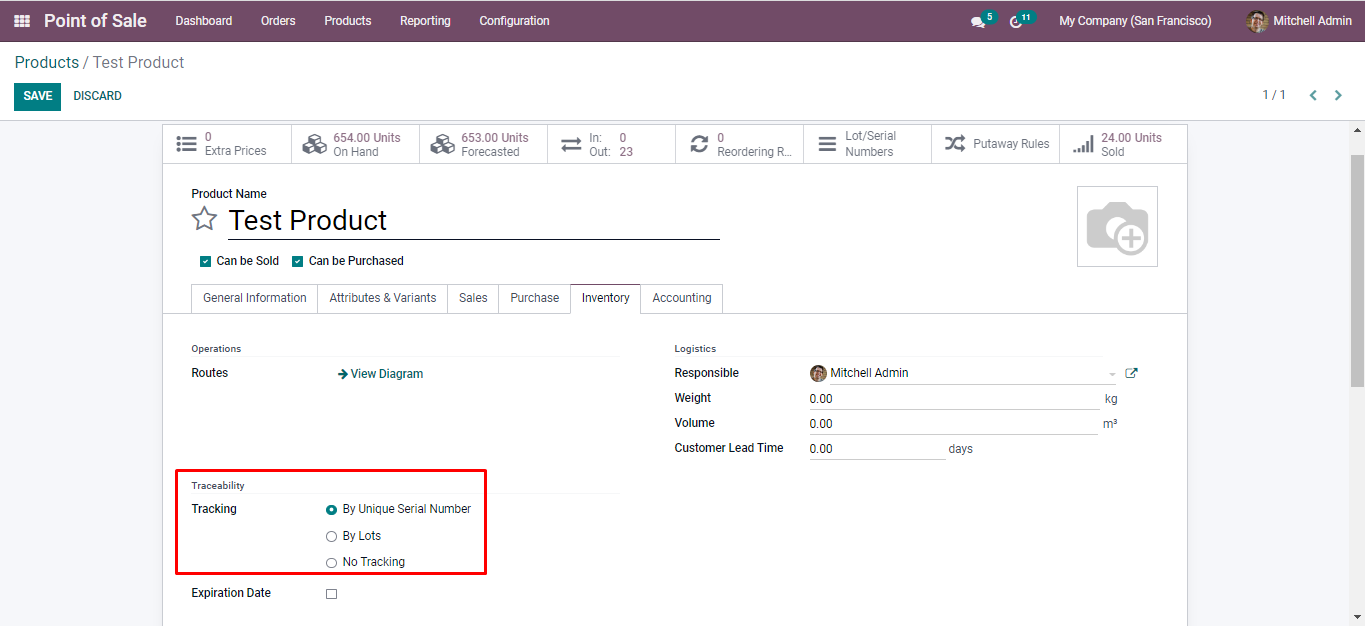 Point of Sale Dashboard Orders Products Reporting Configuration 5 11 My Company (San Francisco) Mitchell Admin
Products / Test Product
SAVE DISCARD 1 / 1
0 Extra Prices
654.00 Units On Hand
653.00 Units Forecasted
In: 0
Out: 23
0 Reordering R...
Lot/Serial Numbers
Putaway Rules
24.00 Units Sold
Product Name
Test Product
Can be Sold Can be Purchased
General Information Attributes & Variants Sales Purchase Inventory Accounting
Operations
Routes View Diagram
Logistics
Responsible Mitchell Admin
Weight 0.00 kg
Volume 0.00 m³
Customer Lead Time 0.00 days
Traceability
Tracking By Unique Serial Number
By Lots
No Tracking
Expiration Date